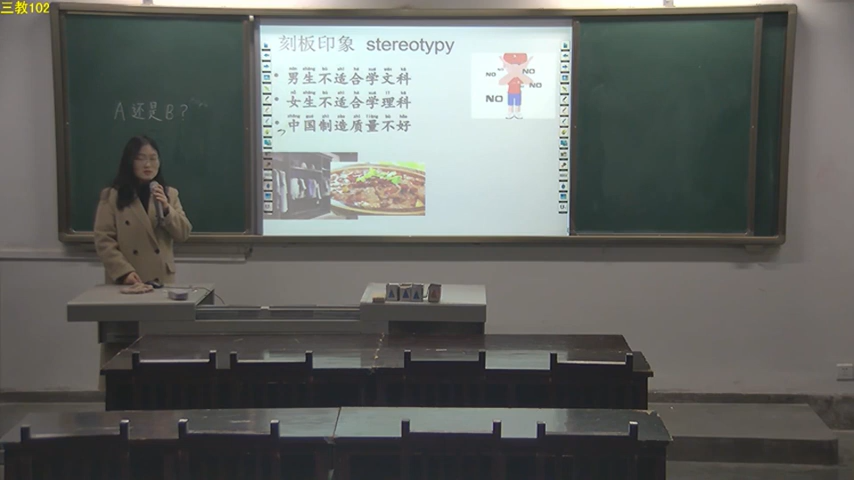 三教102
A还是B?
刻板印象 stereotypy
男生不适合学文科
女生不适合学理科
中国制造质量不好
NO
NO
NO
NO